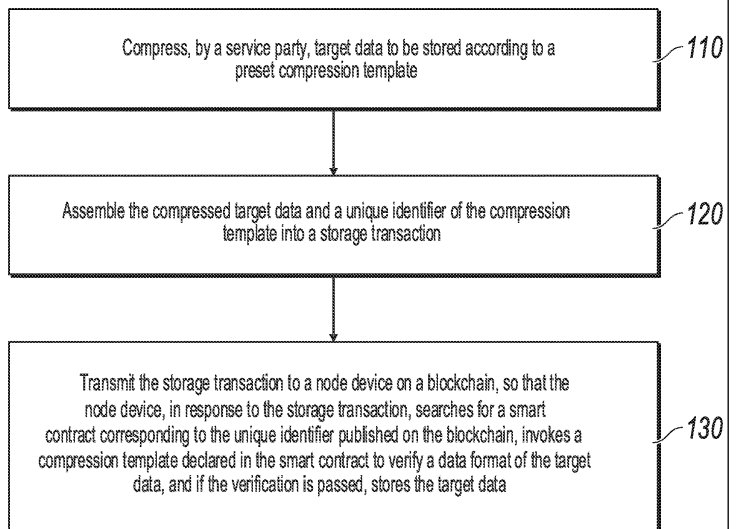 Compress, by a service party, target data to be stored according to a
preset compression template
110
Assemble the compressed target data and a unique identifier of the compression
template into a storage transaction
120
Transmit the storage transaction to a node device on a blockchain, so that the
node device, in response to the storage transaction, searches for a smart
contract corresponding to the unique identifier published on the blockchain, invokes a
compression template declared in the smart contract to verify a data format of the target
data, and if the verification is passed, stores the target data
130